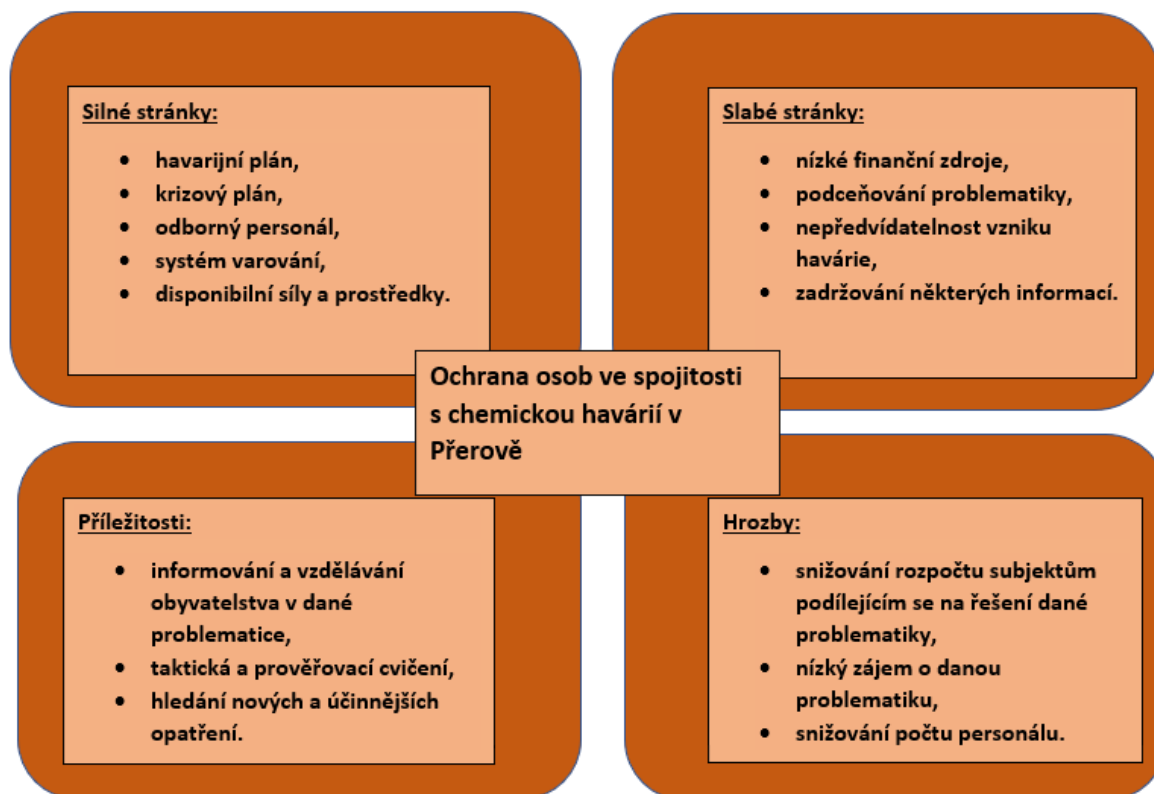 Silné stránky:
• havarijní plán,
• krizový plán,
• odborný personál,
• systém varování,
• disponibilní síly a prostředky.
Slabé stránky:
• nízké finanční zdroje,
• podceňování problematiky,
• nepředvídatelnost vzniku
havárie,
• zadržování některých informací.
Ochrana osob ve spojitosti
s chemickou havárií v
Přerově
Příležitosti:
• informování a vzdělávání
obyvatelstva v dané
problematice,
• taktická a prověřovací cvičení,
• hledání nových a účinnějších
opatření.
Hrozby:
• snižování rozpočtu subjektům
podílejícím se na řešení dané
problematiky,
• nízký zájem o danou
problematiku,
• snižování počtu personálu.